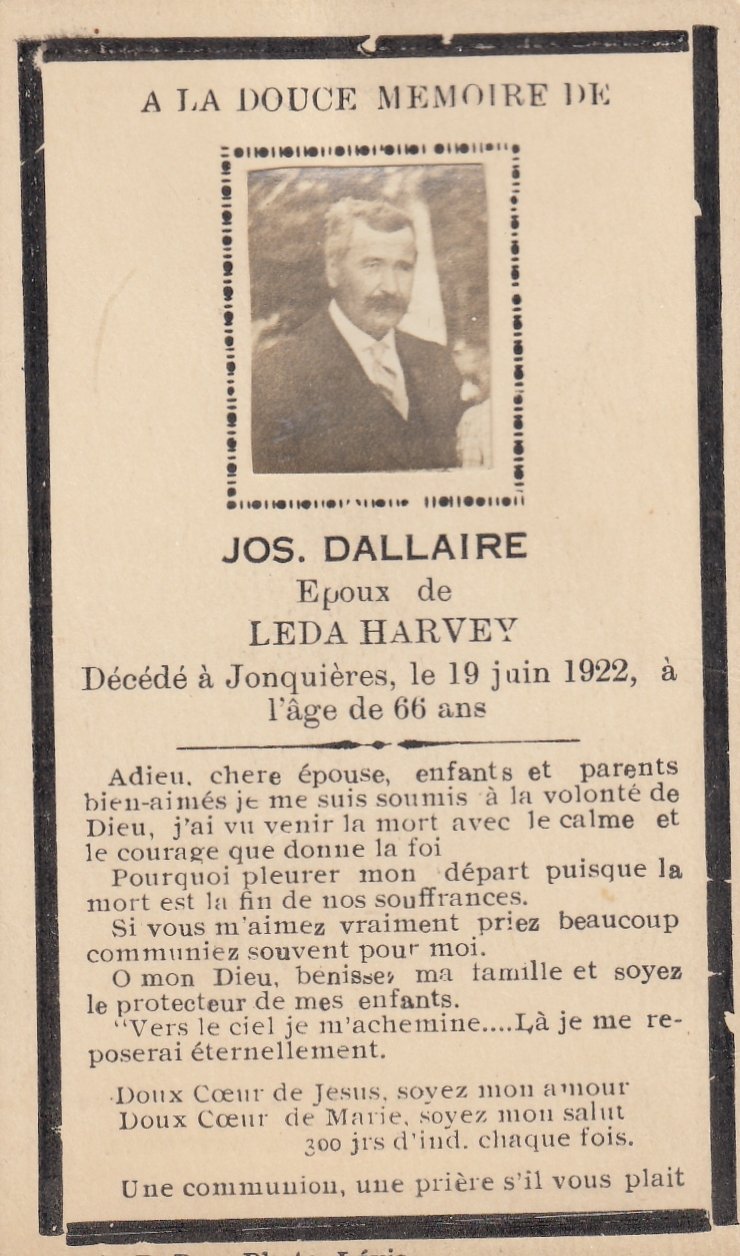 A LA DOUCE MEMOIRE DE
JOS. DALLAIRE
Epoux de
LEDA HARVEY
Décédé à Jonquières, le 19 juin 1922, à
l'âge de 66 ans
Adieu. chere épouse, enfants et parents
bien-aimés je me suis soumis à la volonté de
Dieu, j'ai vu venir la mort avec le calme et
le courage que donne la foi
Pourquoi pleurer mon départ puisque la
mort est la fin de nos souffrances.
Si vous m'aimez vraiment priez beaucoup
communiez souvent pour moi.
O mon Dieu, benissez ma famille et soyez
le protecteur de mes enfants.
"Vers le ciel je m'achemine....Là je me re-
poserai éternellement.
Doux Cœur de Jesus, soyez mon amour
Doux Cœur de Marie, soyez mon salut
300 jrs d'ind. chaque fois.
Une communion, une prière s'il vous plait
Photo Lévis